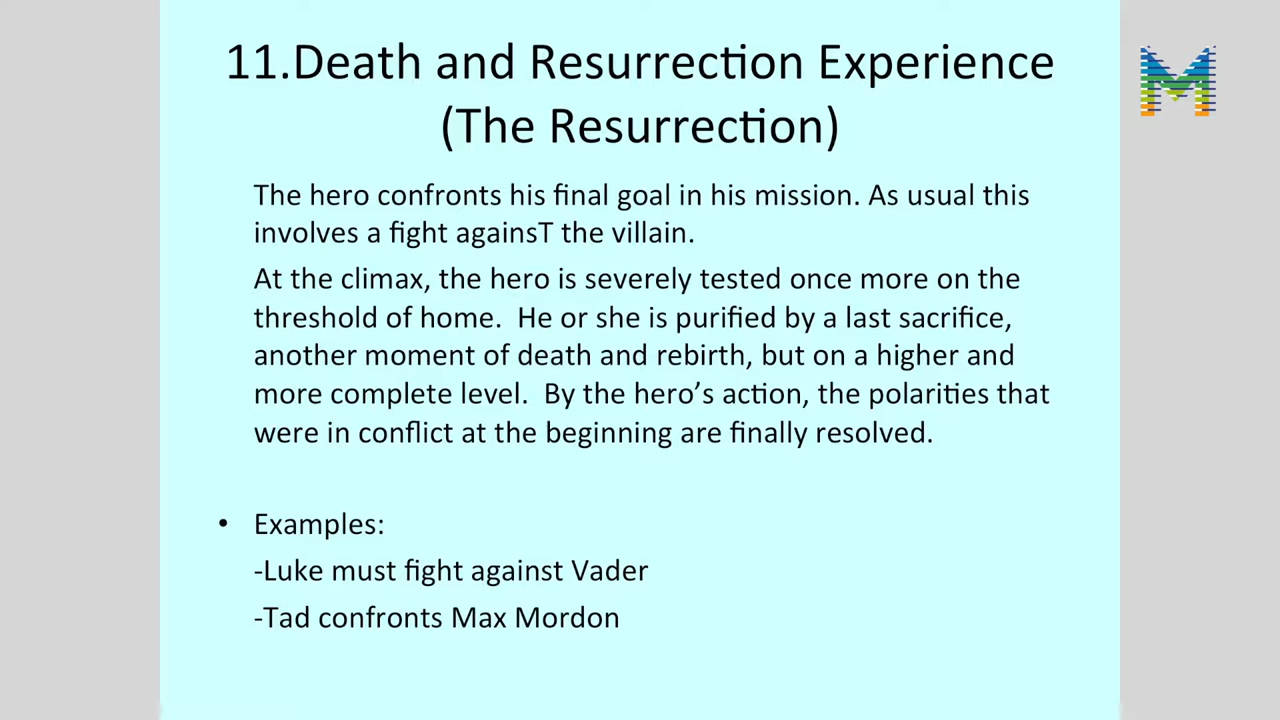 11.Death and Resurrection Experience
(The Resurrection)
The hero confronts his final goal in his mission. As usual this
involves a fight againsT the villain.
At the climax, the hero is severely tested once more on the
threshold of home.  He or she is purified by a last sacrifice,
another moment of death and rebirth, but on a higher and
more complete level.  By the hero’s action, the polarities that
were in conflict at the beginning are finally resolved.
• Examples:
-Luke must fight against Vader
-Tad confronts Max Mordon
M